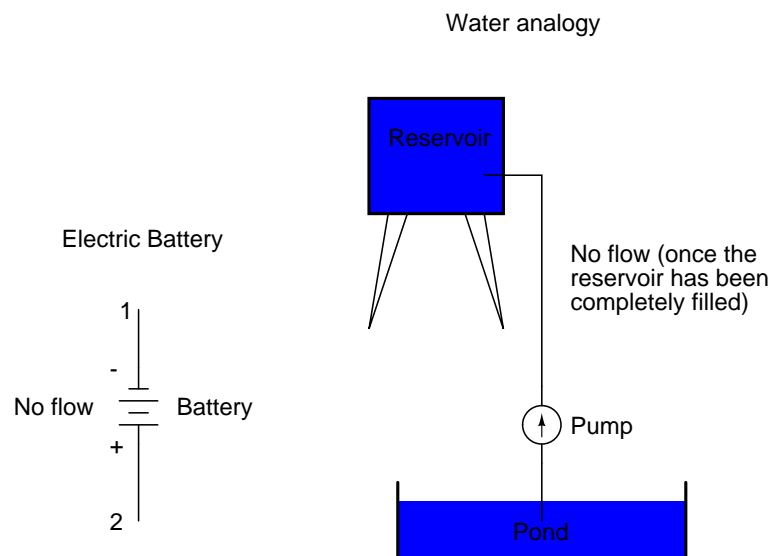 Water analogy
Reservoir
Electric Battery
No flow (once the
reservoir has been
completely filled)
1
-
No flow
Battery
+
2
Pump
Pond